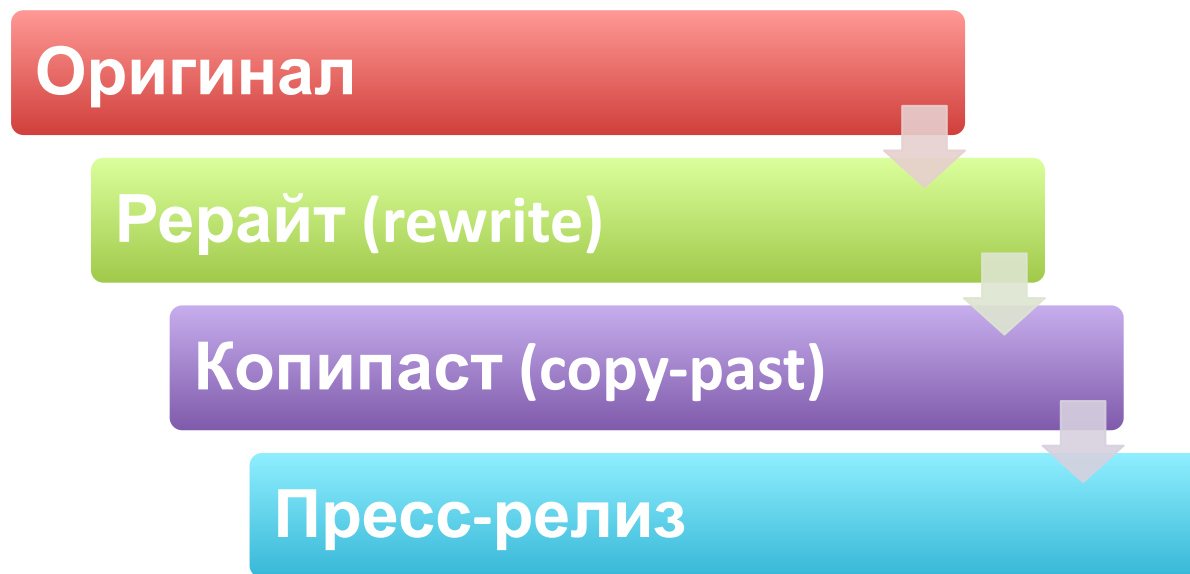 Оригинал
Рерайт (rewrite)
Копипаст (copy-past)
Пресс-релиз